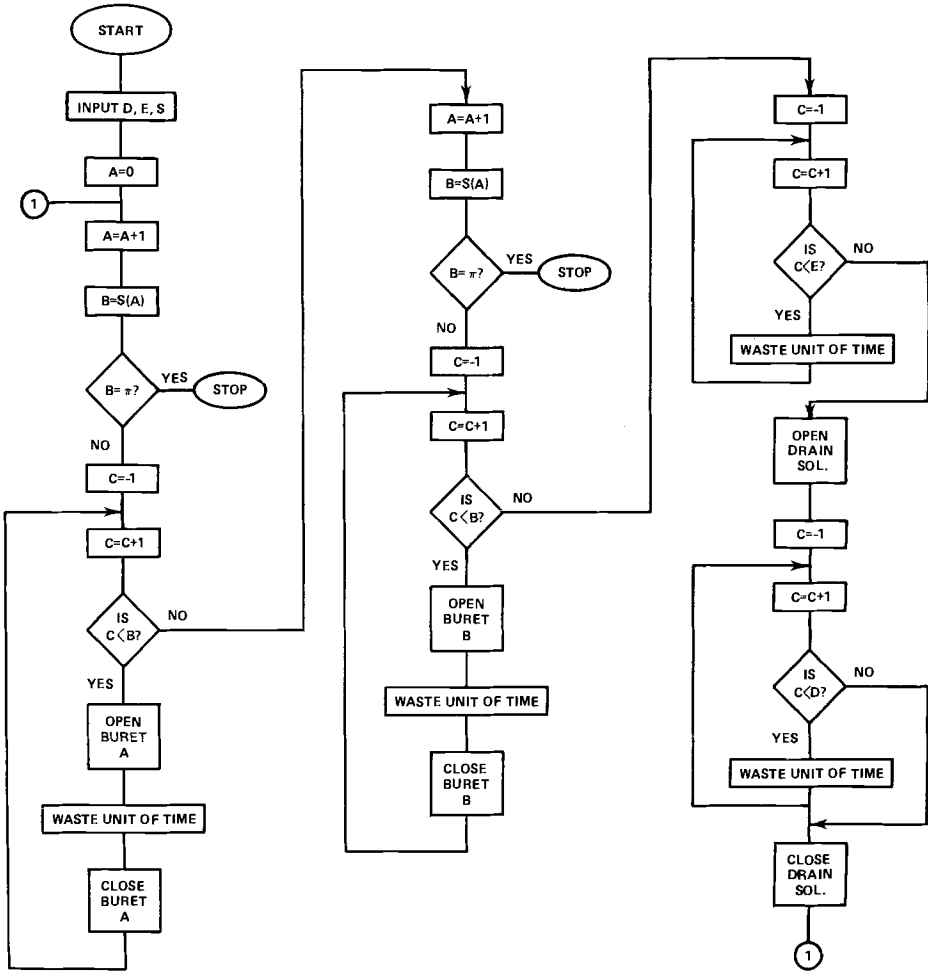 START
INPUT D, E, S
A=0
1
A=A+1
B=S(A)
B= π?
YES
STOP
NO
C=-1
C=C+1
IS
C<B?
NO
YES
OPEN
BURET
A
WASTE UNIT OF TIME
CLOSE
BURET
A
A=A+1
B=S(A)
B= π?
YES
STOP
NO
C=-1
C=C+1
IS
C<B?
NO
YES
OPEN
BURET
B
WASTE UNIT OF TIME
CLOSE
BURET
B
C=-1
C=C+1
IS
C<E?
NO
YES
WASTE UNIT OF TIME
OPEN
DRAIN
SOL.
C=-1
C=C+1
IS
C<D?
NO
YES
WASTE UNIT OF TIME
CLOSE
DRAIN
SOL.
1